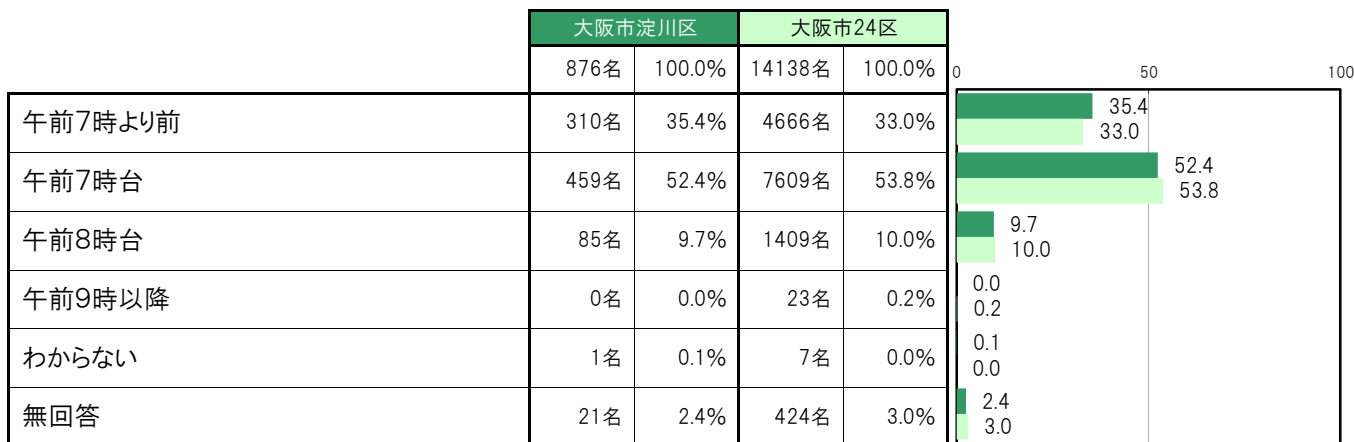 大阪市淀川区 大阪市24区
876名 100.0% 14138名 100.0% 0 50 100
午前7時より前 310名 35.4% 4666名 33.0% 35.4
33.0
午前7時台 459名 52.4% 7609名 53.8% 52.4
53.8
午前8時台 85名 9.7% 1409名 10.0% 9.7
10.0
午前9時以降 0名 0.0% 23名 0.2% 0.0
0.2
わからない 1名 0.1% 7名 0.0% 0.1
0.0
無回答 21名 2.4% 424名 3.0% 2.4
3.0